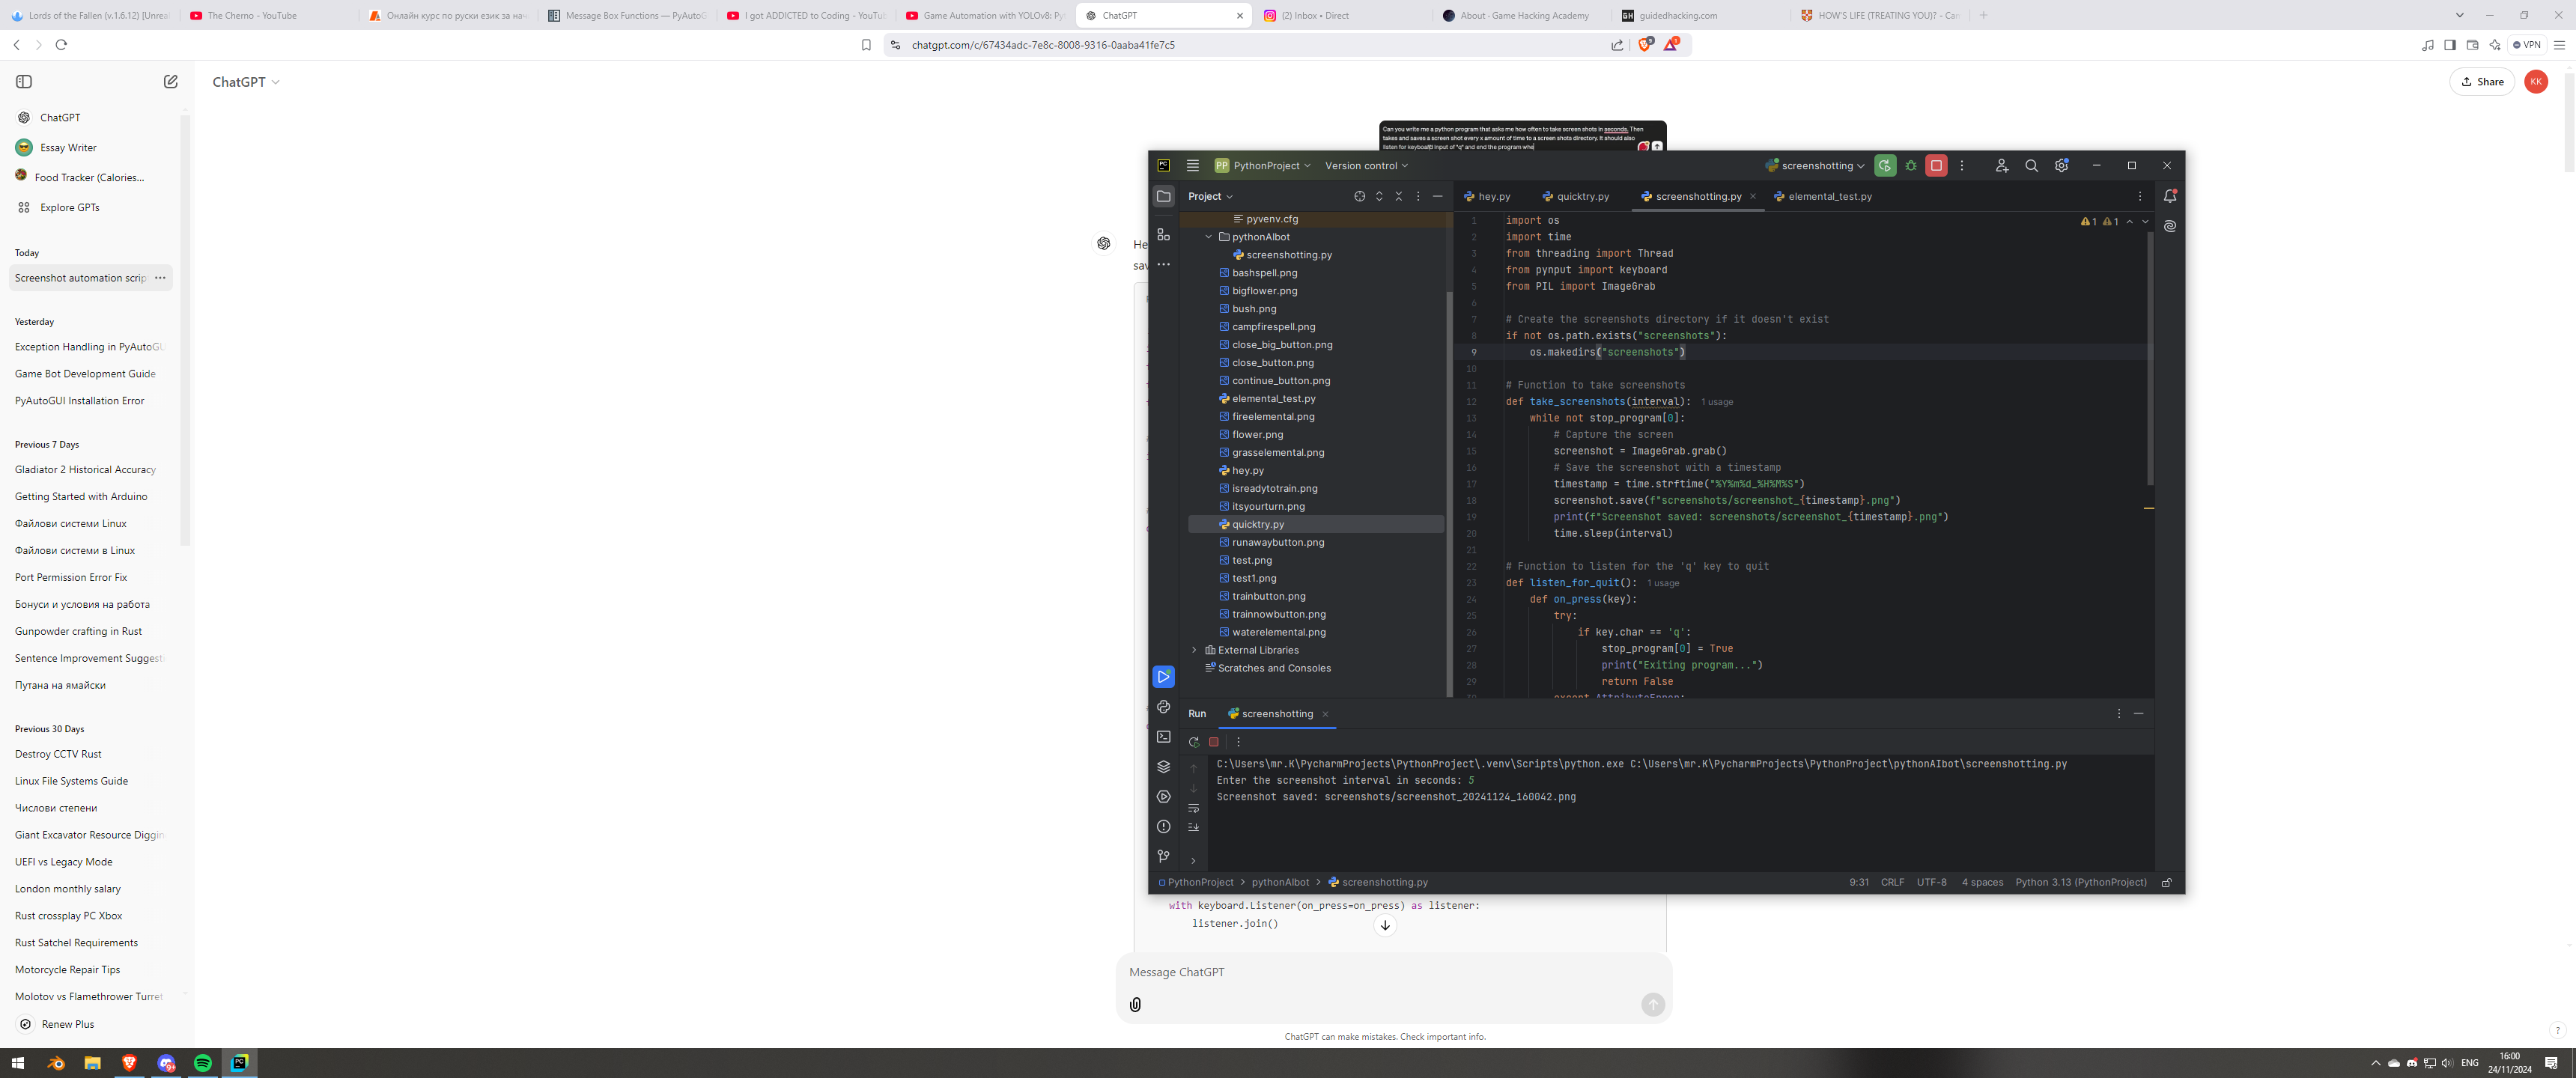 Lords of the Fallen (v.1.6.12) [Unreal
The Cherno - YouTube
Онлайн курс по руски език за нач
Message Box Functions — PyAutoG
I got ADDICTED to Coding - YouTub
Game Automation with YOLOv8: Py
ChatGPT
(2) Inbox • Direct
About - Game Hacking Academy
guidedhacking.com
HOW'S LIFE (TREATING YOU)? - Ca
chatgpt.com/c/67434adc-7e8c-8008-9316-0aaba41fe7c5
VPN
ChatGPT
Share
KK
ChatGPT
Essay Writer
Food Tracker (Calories...
Explore GPTs
Today
Screenshot automation scrip
Yesterday
Exception Handling in PyAutoGU
Game Bot Development Guide
PyAutoGUI Installation Error
Previous 7 Days
Gladiator 2 Historical Accuracy
Getting Started with Arduino
Файлови системи Linux
Файлови системи в Linux
Port Permission Error Fix
Бонуси и условия на работа
Gunpowder crafting in Rust
Sentence Improvement Suggesti
Путана на ямайски
Previous 30 Days
Destroy CCTV Rust
Linux File Systems Guide
Числови степени
Giant Excavator Resource Diggin
UEFI vs Legacy Mode
London monthly salary
Rust crossplay PC Xbox
Rust Satchel Requirements
Motorcycle Repair Tips
Molotov vs Flamethrower Turret
Renew Plus
Can you write me a python program that asks me how often to take screen shots in seconds. Then
takes and saves a screen shot every x amount of time to a screen shots directory. It should also
listen for keyboard input of "q" and end the program whe
He
sav
PC
PP PythonProject
Version control
screenshotting
Project
pyvenv.cfg
pythonAIbot
screenshotting.py
bashspell.png
bigflower.png
bush.png
campfirespell.png
close_big_button.png
close_button.png
continue_button.png
elemental_test.py
fireelemental.png
flower.png
grasselemental.png
hey.py
isreadytotrain.png
itsyourturn.png
quicktry.py
runawaybutton.png
test.png
test1.png
trainbutton.png
trainnowbutton.png
waterelemental.png
External Libraries
Scratches and Consoles
hey.py
quicktry.py
screenshotting.py
elemental_test.py
1 1
1 import os
2 import time
3 from threading import Thread
4 from pynput import keyboard
5 from PIL import ImageGrab
6
7 # Create the screenshots directory if it doesn't exist
8 if not os.path.exists("screenshots"):
9 os.makedirs("screenshots")
10
11 # Function to take screenshots
12 def take_screenshots(interval): 1 usage
13 while not stop_program[0]:
14 # Capture the screen
15 screenshot = ImageGrab.grab()
16 # Save the screenshot with a timestamp
17 timestamp = time.strftime("%Y%m%d_%H%M%S")
18 screenshot.save(f"screenshots/screenshot_{timestamp}.png")
19 print(f"Screenshot saved: screenshots/screenshot_{timestamp}.png")
20 time.sleep(interval)
21
22 # Function to listen for the 'q' key to quit
23 def listen_for_quit(): 1 usage
24 def on_press(key):
25 try:
26 if key.char == 'q':
27 stop_program[0] = True
28 print("Exiting program...")
29 return False
30 except AttributeError:
Run
screenshotting
C:\Users\mr.K\PycharmProjects\PythonProject\.venv\Scripts\python.exe C:\Users\mr.K\PycharmProjects\PythonProject\pythonAIbot\screenshotting.py
Enter the screenshot interval in seconds: 5
Screenshot saved: screenshots/screenshot_20241124_160042.png
PythonProject > pythonAIbot > screenshotting.py
9:31 CRLF UTF-8 4 spaces Python 3.13 (PythonProject)
with keyboard.Listener(on_press=on_press) as listener:
listener.join()
Message ChatGPT
ChatGPT can make mistakes. Check important info.
?
ENG
16:00
24/11/2024